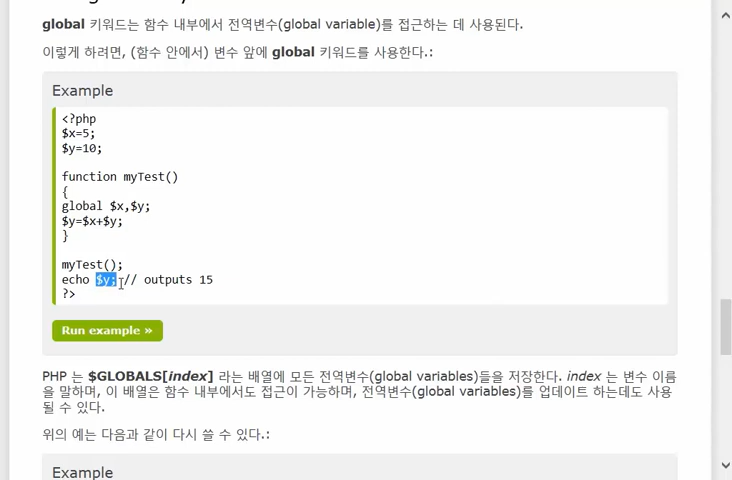 global 키워드는 함수 내부에서 전역변수(global variable)를 접근하는 데 사용된다.
이렇게 하려면, (함수 안에서) 변수 앞에 global 키워드를 사용한다.:
Example
<?php
$x=5;
$y=10;
function myTest()
{
global $x,$y;
$y=$x+$y;
}
myTest();
echo $y; // outputs 15
?>
Run example »
PHP 는 $GLOBALS[index] 라는 배열에 모든 전역변수(global variables)들을 저장한다. index 는 변수 이름
을 말하며, 이 배열은 함수 내부에서도 접근이 가능하며, 전역변수(global variables)를 업데이트 하는데도 사용
될 수 있다.
위의 예는 다음과 같이 다시 쓸 수 있다.:
Example